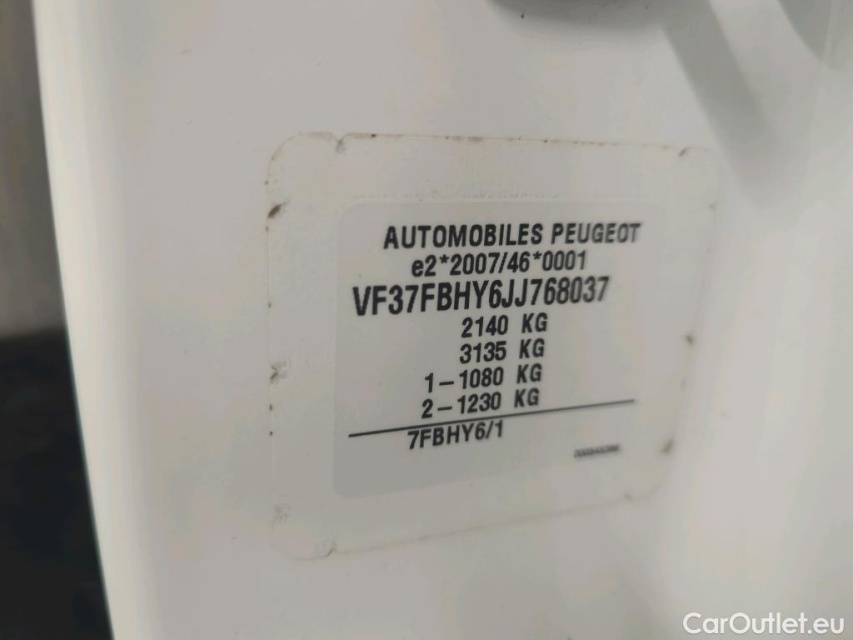 AUTOMOBILES PEUGEOT
e2*2007/46*0001
VF37FBHY6JJ768037
2140 KG
3135 KG
1-1080 KG
2-1230 KG
7FBHY6/1
CarOutlet.eu